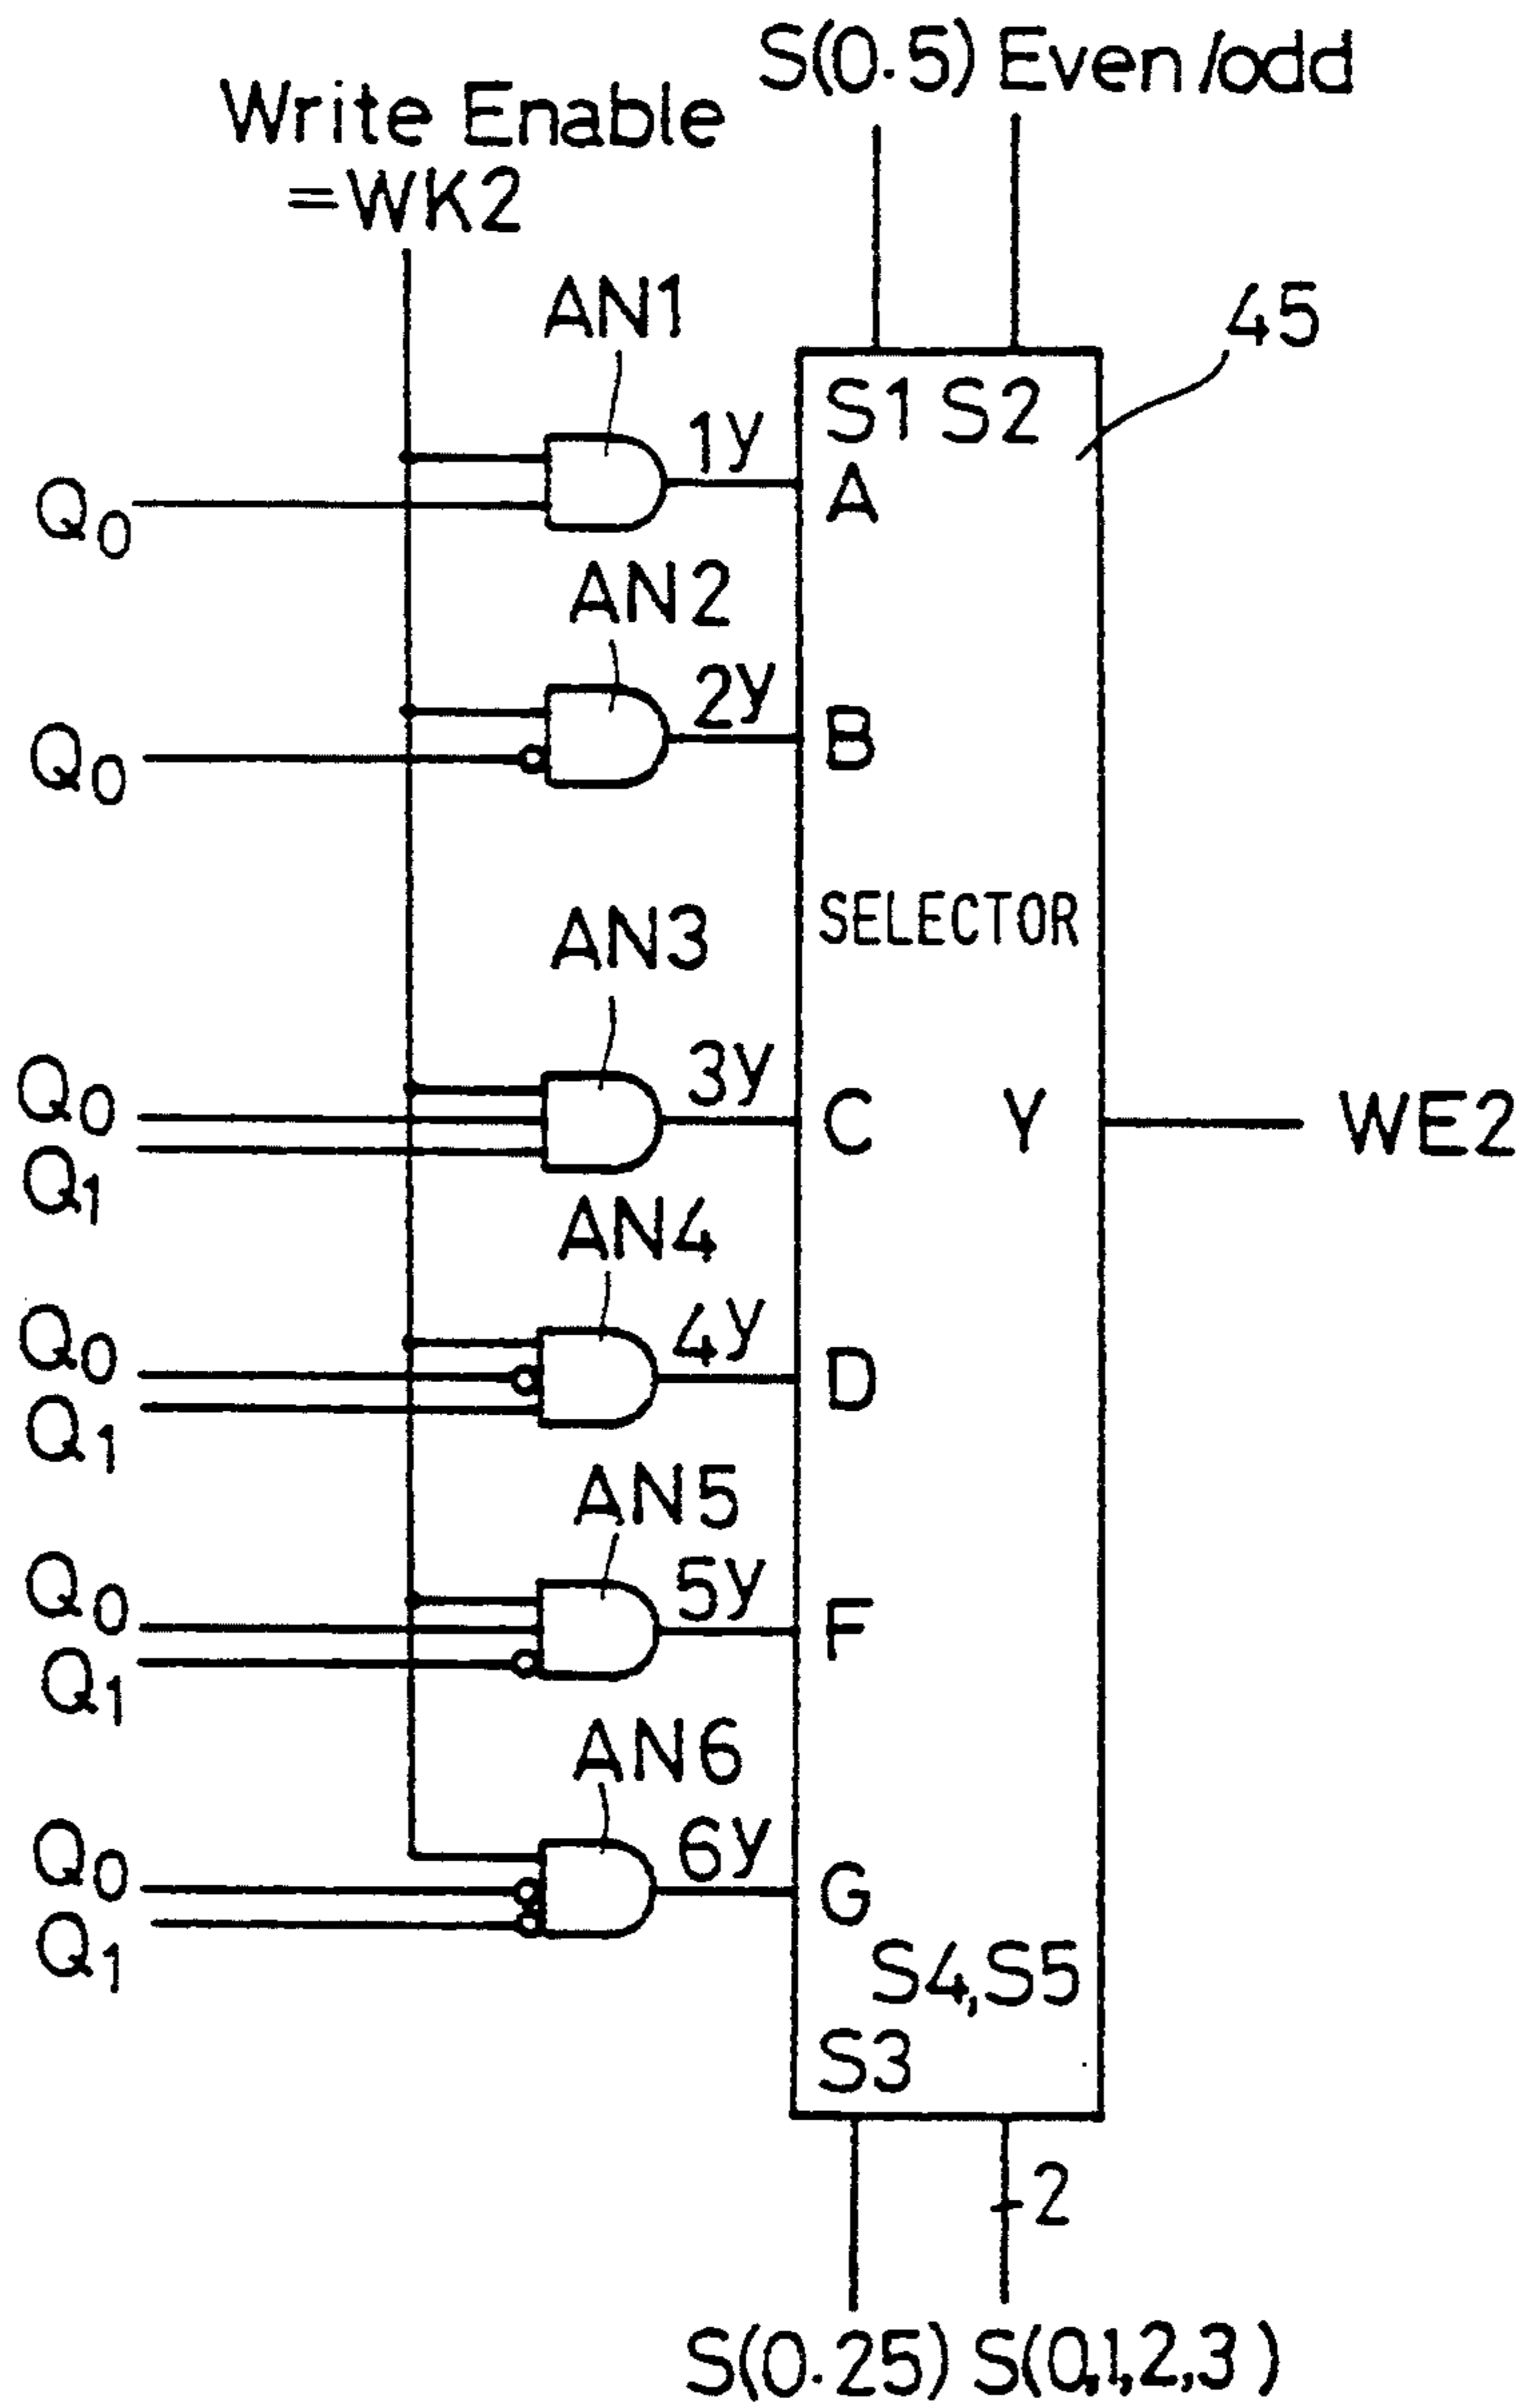 S(0.5) Even/odd
Write Enable
=WK2
AN1
45
1y
S1 S2
A
Q0
AN2
2y
B
Q0
SELECTOR
AN3
3y
Q0
C
Y
WE2
Q1
AN4
4y
Q0
D
Q1
AN5
5y
Q0
F
Q1
AN6
6y
Q0
G
Q1
S4,S5
S3
2
S(0.25) S(0,1,2,3)